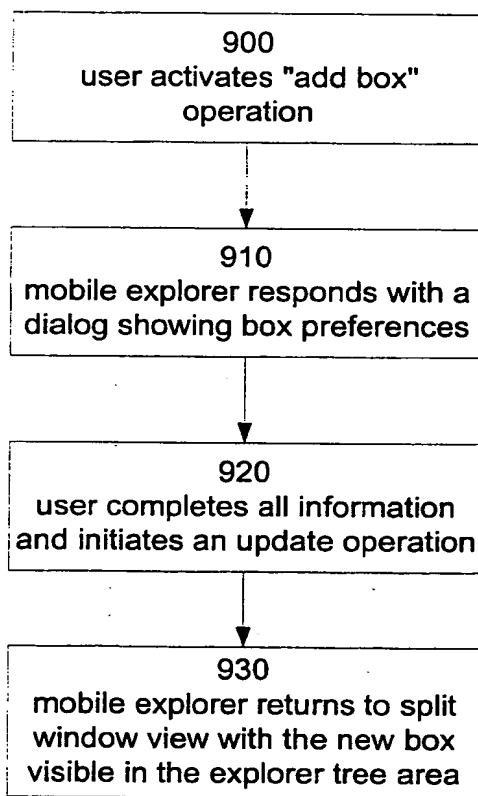 900
user activates "add box"
operation
910
mobile explorer responds with a
dialog showing box preferences
920
user completes all information
and initiates an update operation
930
mobile explorer returns to split
window view with the new box
visible in the explorer tree area